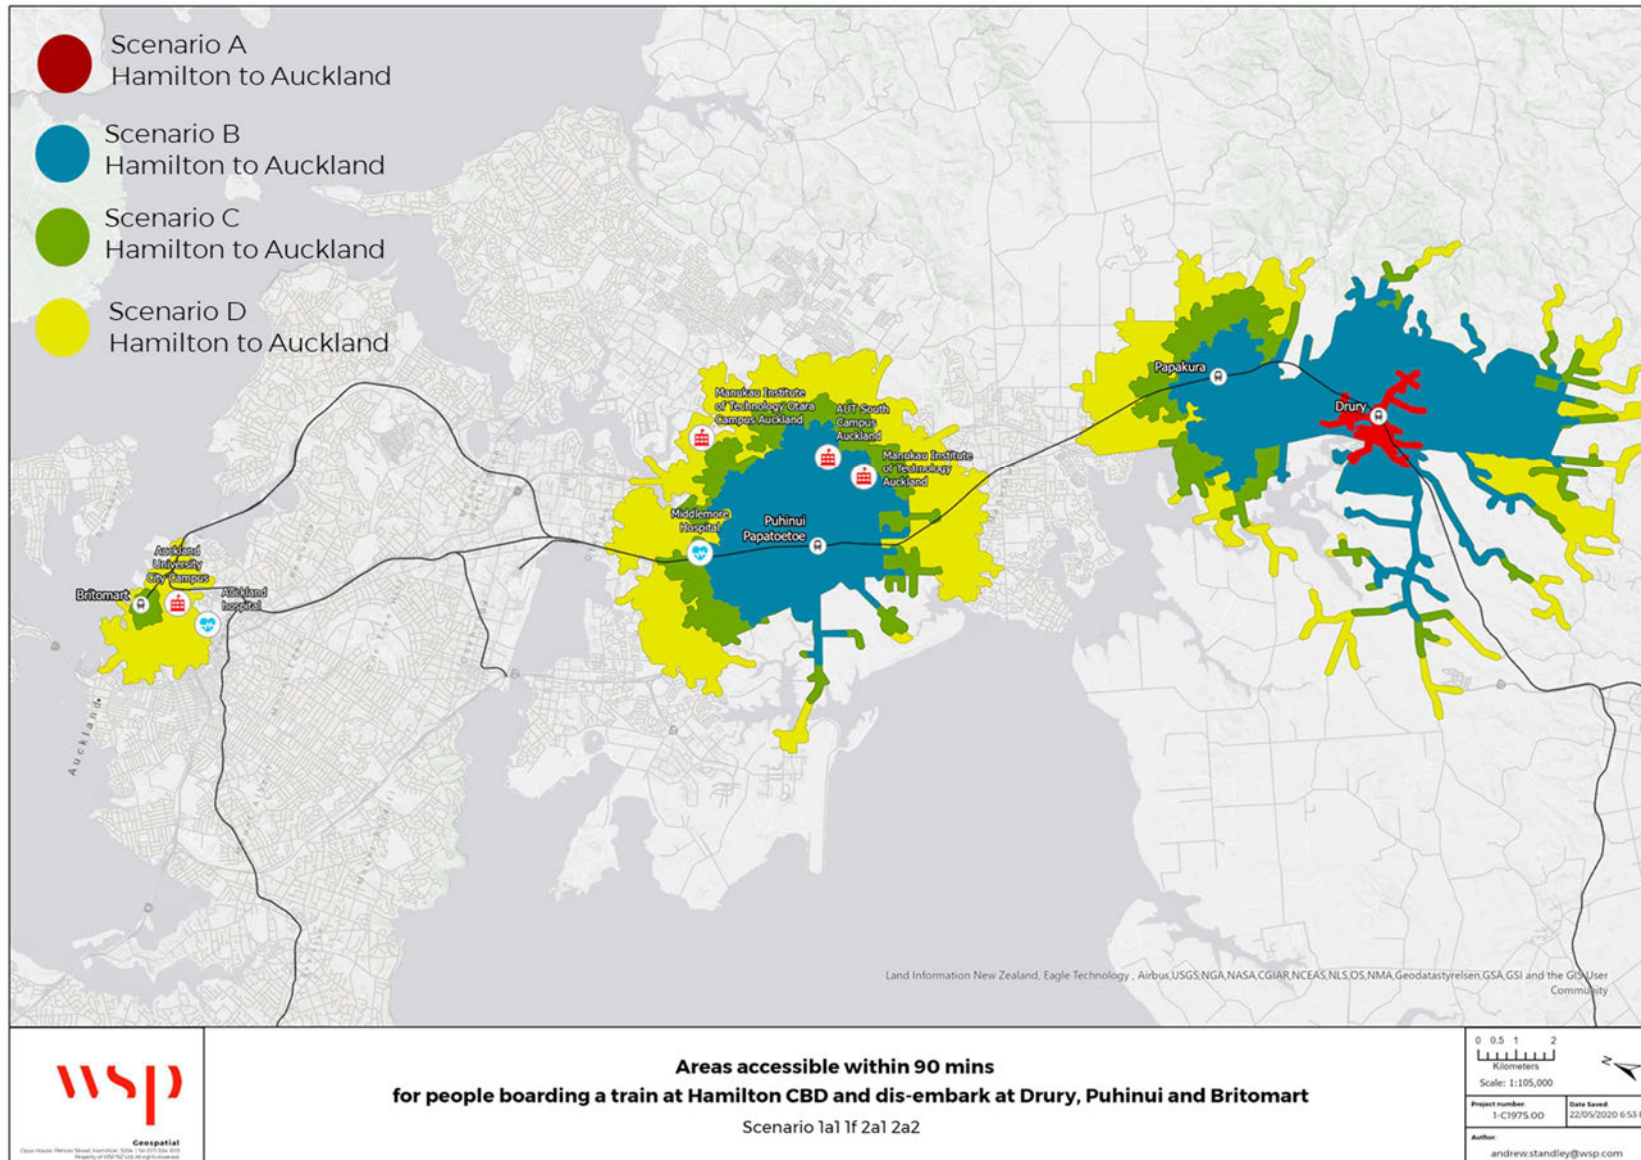 Scenario A
Hamilton to Auckland
Scenario B
Hamilton to Auckland
Scenario C
Hamilton to Auckland
Scenario D
Hamilton to Auckland
Papakura
Drury
Manukau Institute
of Technology Otara
Campus Auckland
AUT South
Campus
Auckland
Manukau Institute
of Technology
Auckland
Middlemore
Hospital
Puhinui
Papatoetoe
Auckland
University
City Campus
Britomart
Auckland
hospital
Auckland
Land Information New Zealand, Eagle Technology , Airbus,USGS,NGA,NASA,CGIAR,NCEAS,NLS,OS,NMA,Geodatastyrelsen,GSA,GSI and the GIS User
Community
wsp
Geospatial
Areas accessible within 90 mins
for people boarding a train at Hamilton CBD and dis-embark at Drury, Puhinui and Britomart
Scenario 1a1 1f 2a1 2a2
0 0.5 1 2
Kilometers
N
Scale: 1:105,000
Project number:
1-C1975.00
Date Saved
22/05/2020 6:53
Author:
andrew.standley@wsp.com